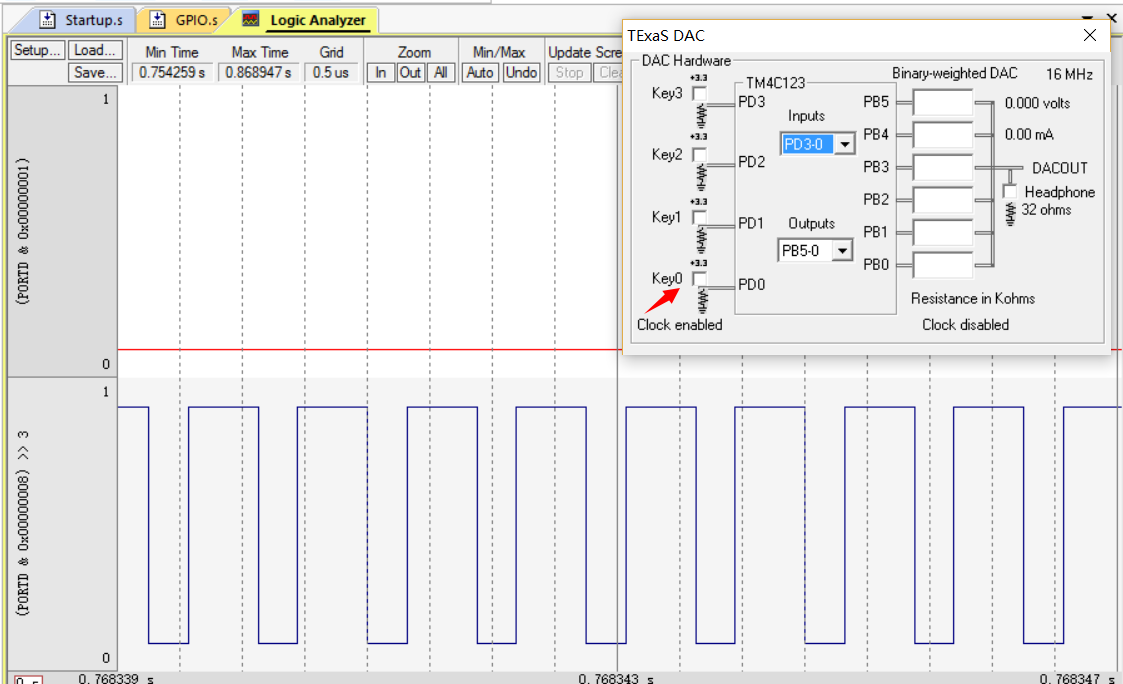 Startup.s GPIO.s Logic Analyzer
Setup... Load... Min Time Max Time Grid Zoom Min/Max Update Scre
Save... 0.754259 s 0.868947 s 0.5 us In Out All Auto Undo Stop Clea
TExaS DAC
DAC Hardware
Binary-weighted DAC 16 MHz
TM4C123
+3.3
Key3 PD3 Inputs PB5 0.000 volts
PD3-0 PB4 0.00 mA
+3.3
Key2 PD2 PB3 DACOUT
PB2 Headphone
32 ohms
+3.3
Key1 PD1 Outputs PB1
PB5-0
+3.3
Key0 PD0 PB0
Resistance in Kohms
Clock enabled Clock disabled
1
(PORTD & 0x00000001)
0
1
(PORTD & 0x00000008) >> 3
0
0.768339 s 0.768343 s 0.768347 s